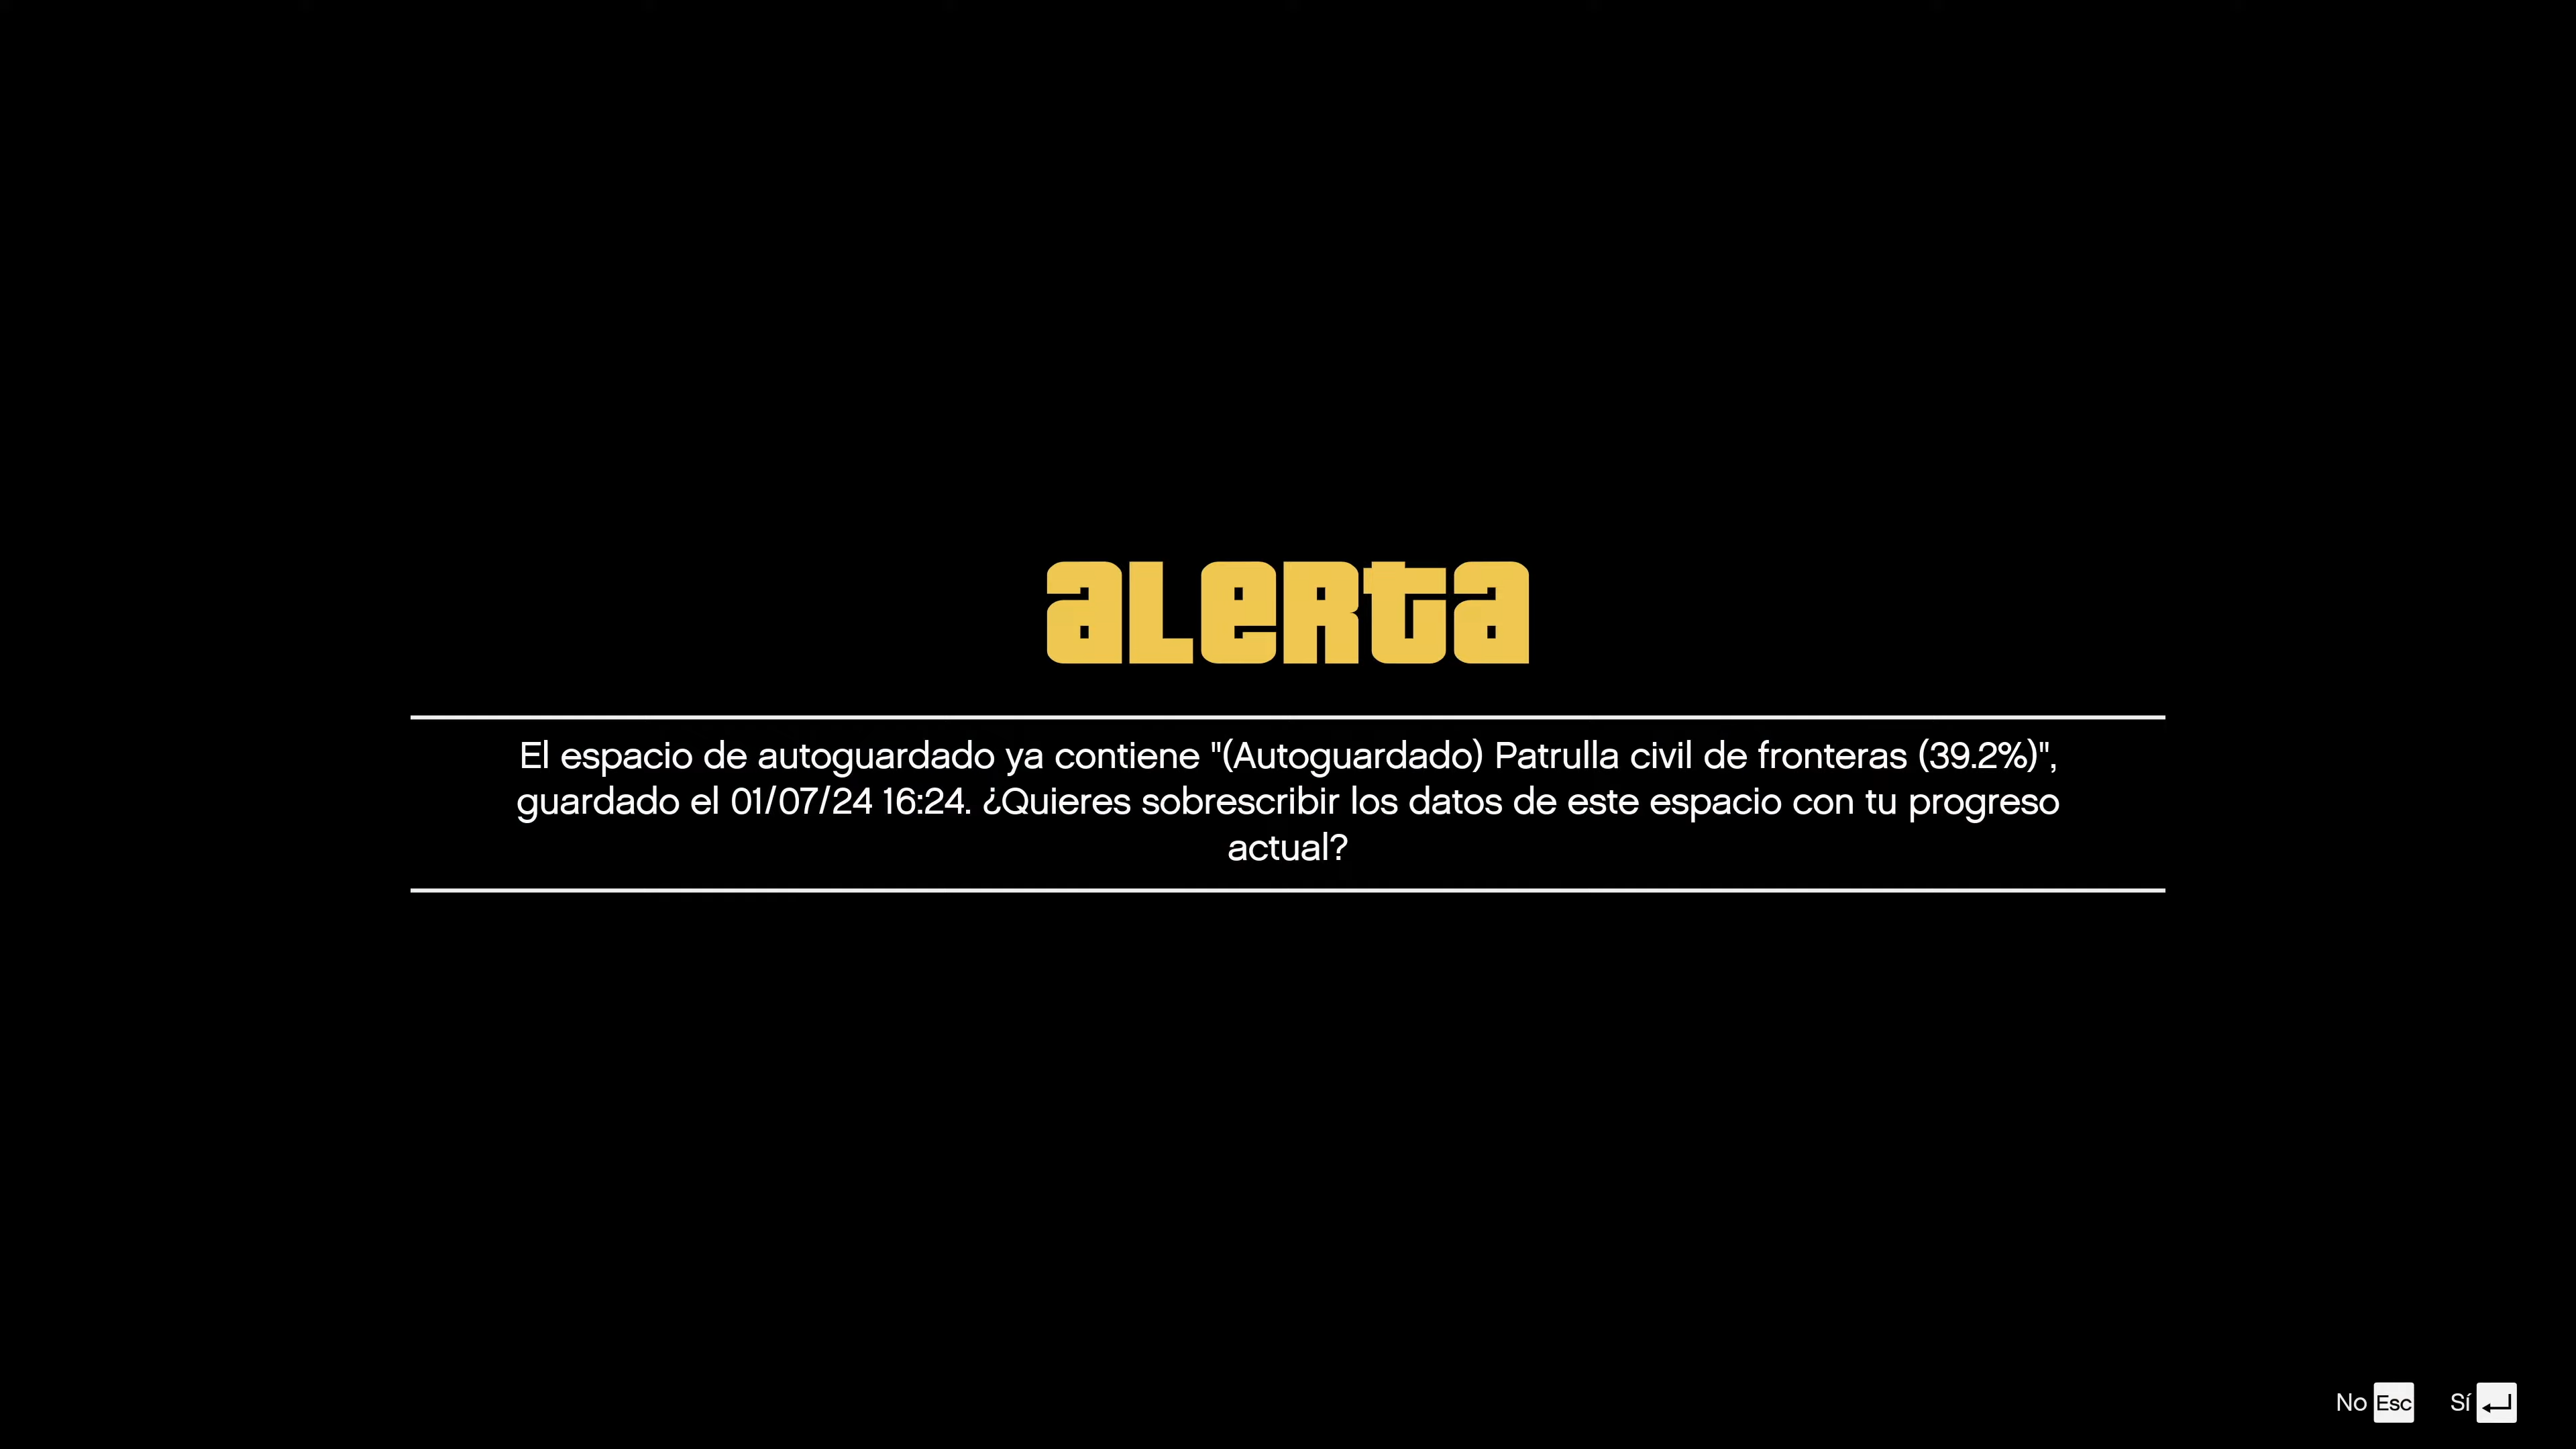 aLeRta
El espacio de autoguardado ya contiene "(Autoguardado) Patrulla civil de fronteras (39.2%)",
guardado el 01/07/24 16:24. ¿Quieres sobrescribir los datos de este espacio con tu progreso
actual?
No Esc Sí